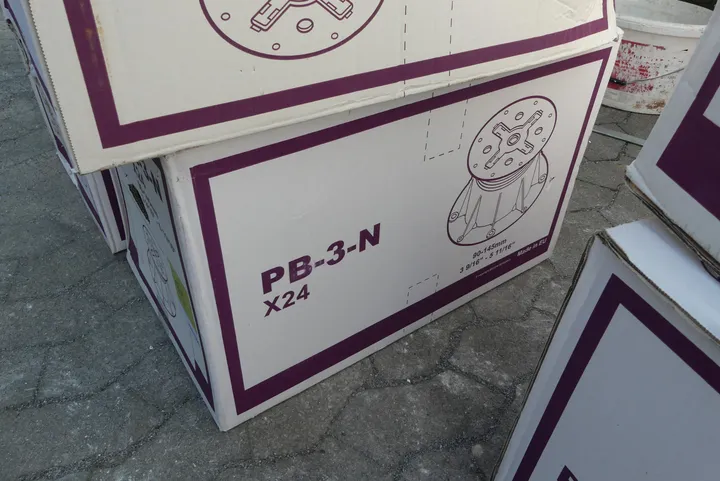 PB-3-N
X24
90-145mm
3 9/16" - 5 11/16"
Made in EU